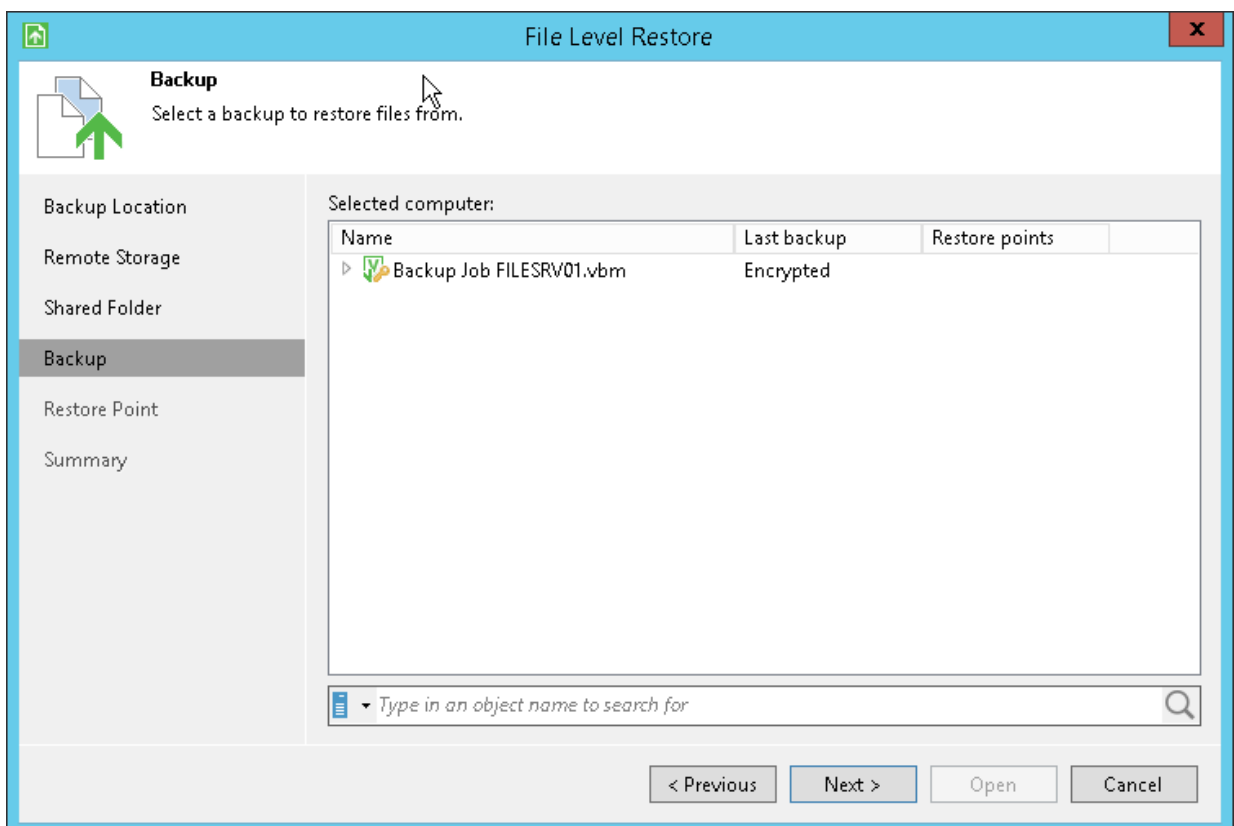 File Level Restore
x
Backup
Select a backup to restore files from.
Backup Location
Remote Storage
Shared Folder
Backup
Restore Point
Summary
Selected computer:
Name Last backup Restore points
Backup Job FILESRV01.vbm Encrypted
Type in an object name to search for
< Previous Next > Open Cancel